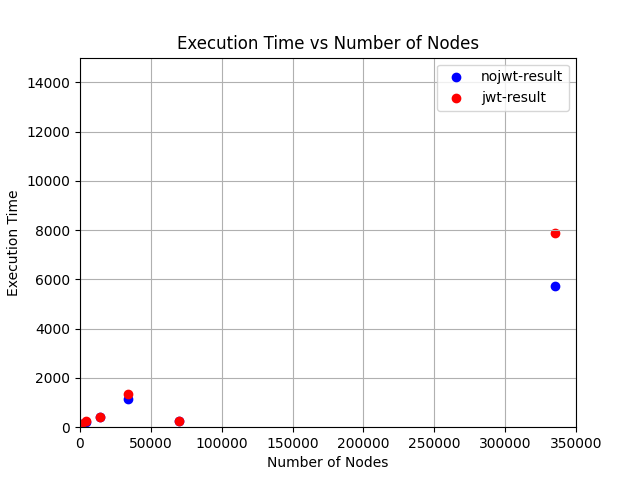 Execution Time vs Number of Nodes
nojwt-result
jwt-result
14000
12000
10000
8000
6000
4000
2000
0
Execution Time
0 50000 100000 150000 200000 250000 300000 350000
Number of Nodes